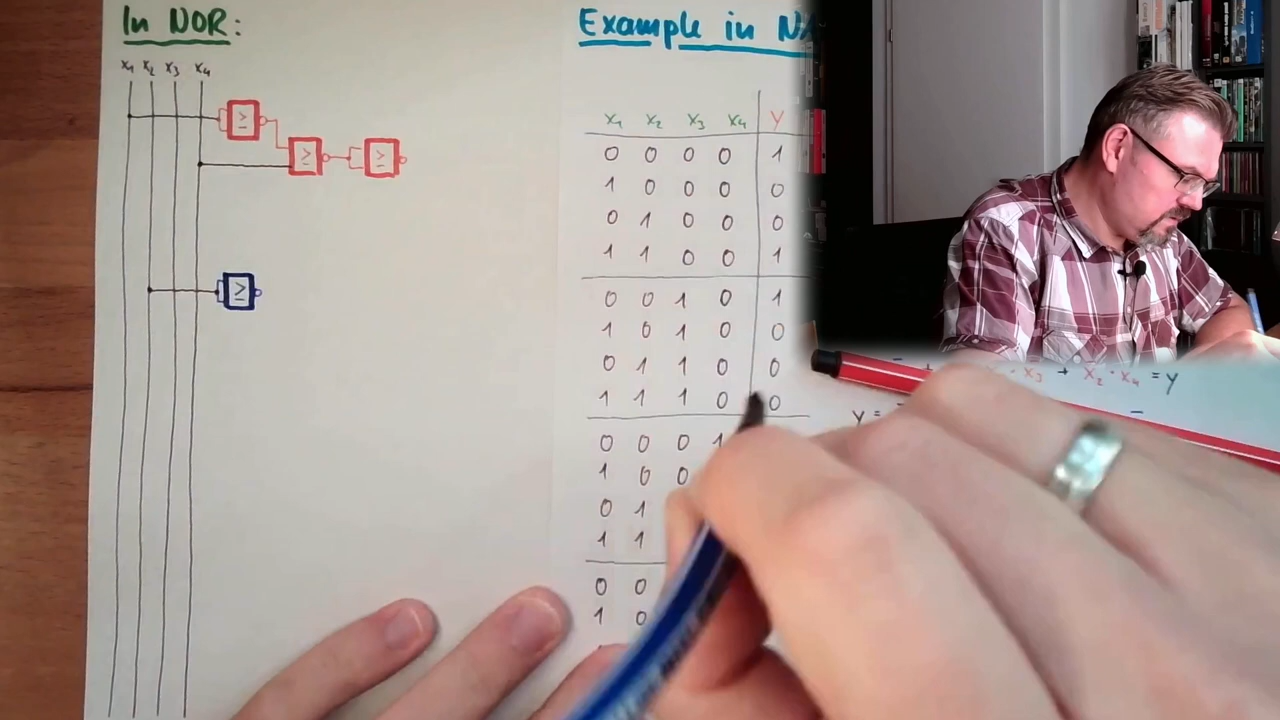 In NOR:
x₁ x₂ x₃ x₄
≥
≥ ≥
≥
Example in
x₁ x₂ x₃ x₄ y
0 0 0 0 1
1 0 0 0 0
0 1 0 0 0
1 1 0 0 1
0 0 1 0 1
1 0 1 0 0
0 1 1 0 0
1 1 1 0 0
0 0 0 1
1 0 0
0 1
1 1
0 0
1 0
x₃ + x₂ · x₄ = y
y =